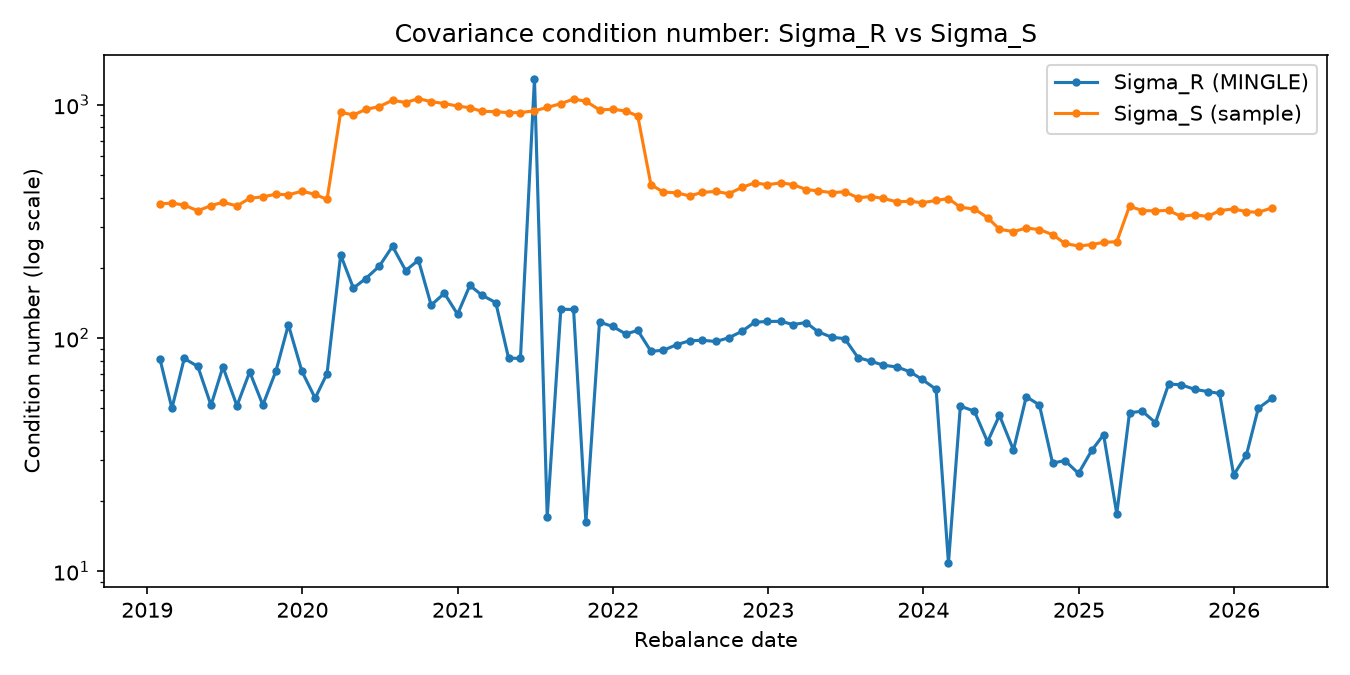 Covariance condition number: Sigma_R vs Sigma_S
Sigma_R (MINGLE)
Sigma_S (sample)
Condition number (log scale)
10³
10²
10¹
2019 2020 2021 2022 2023 2024 2025 2026
Rebalance date